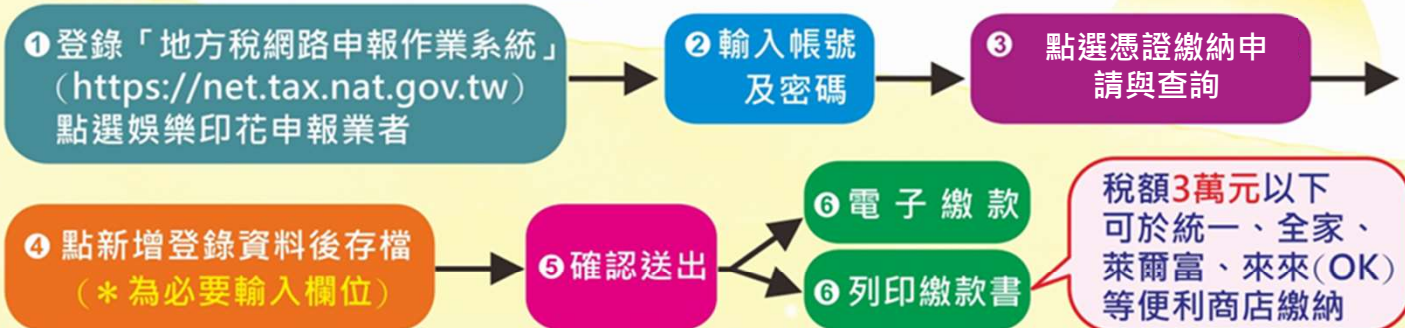 ❶登錄「地方稅網路申報作業系統」
(https://net.tax.nat.gov.tw)
點選娛樂印花申報業者
❷輸入帳號
及密碼
❸ 點選憑證繳納申
請與查詢
❹點新增登錄資料後存檔
(＊為必要輸入欄位)
❺確認送出
❻電子繳款
❻列印繳款書
稅額3萬元以下
可於統一、全家、
萊爾富、來來(OK)
等便利商店繳納